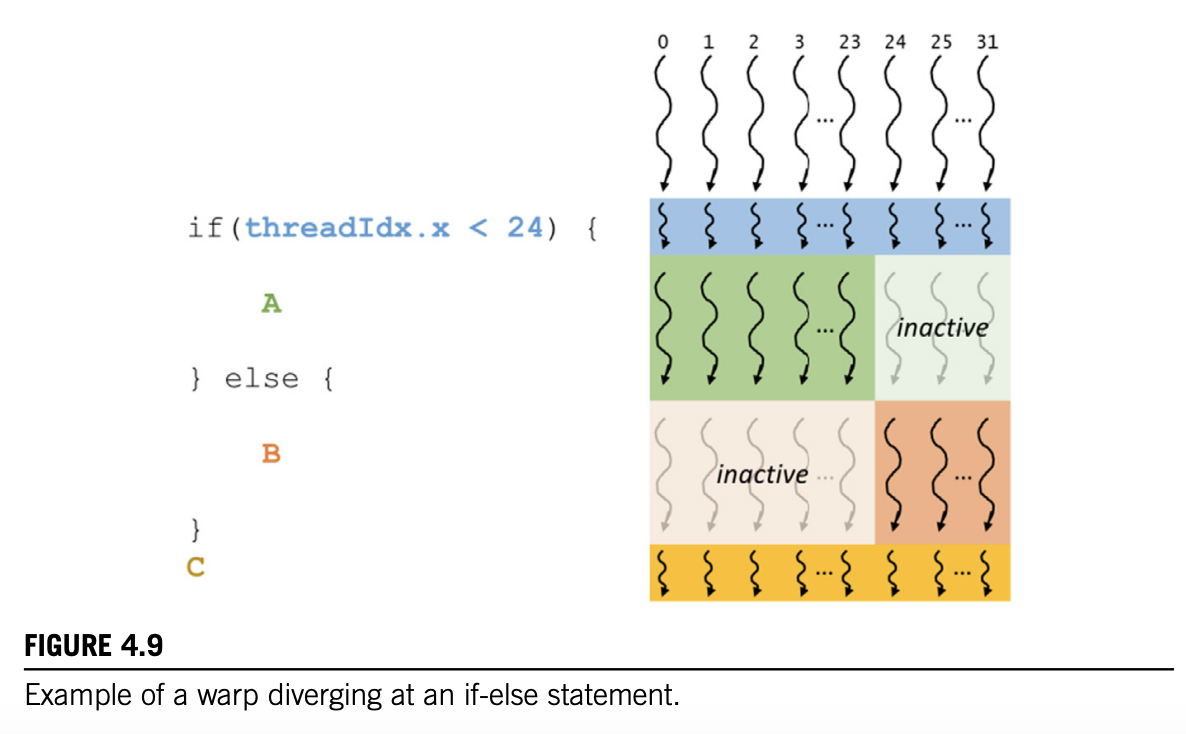 0 1 2 3 23 24 25 31
... ...
if(threadIdx.x < 24) {
... ...
A
... inactive
} else {
B
inactive ... ...
}
C
... ...
FIGURE 4.9
Example of a warp diverging at an if-else statement.